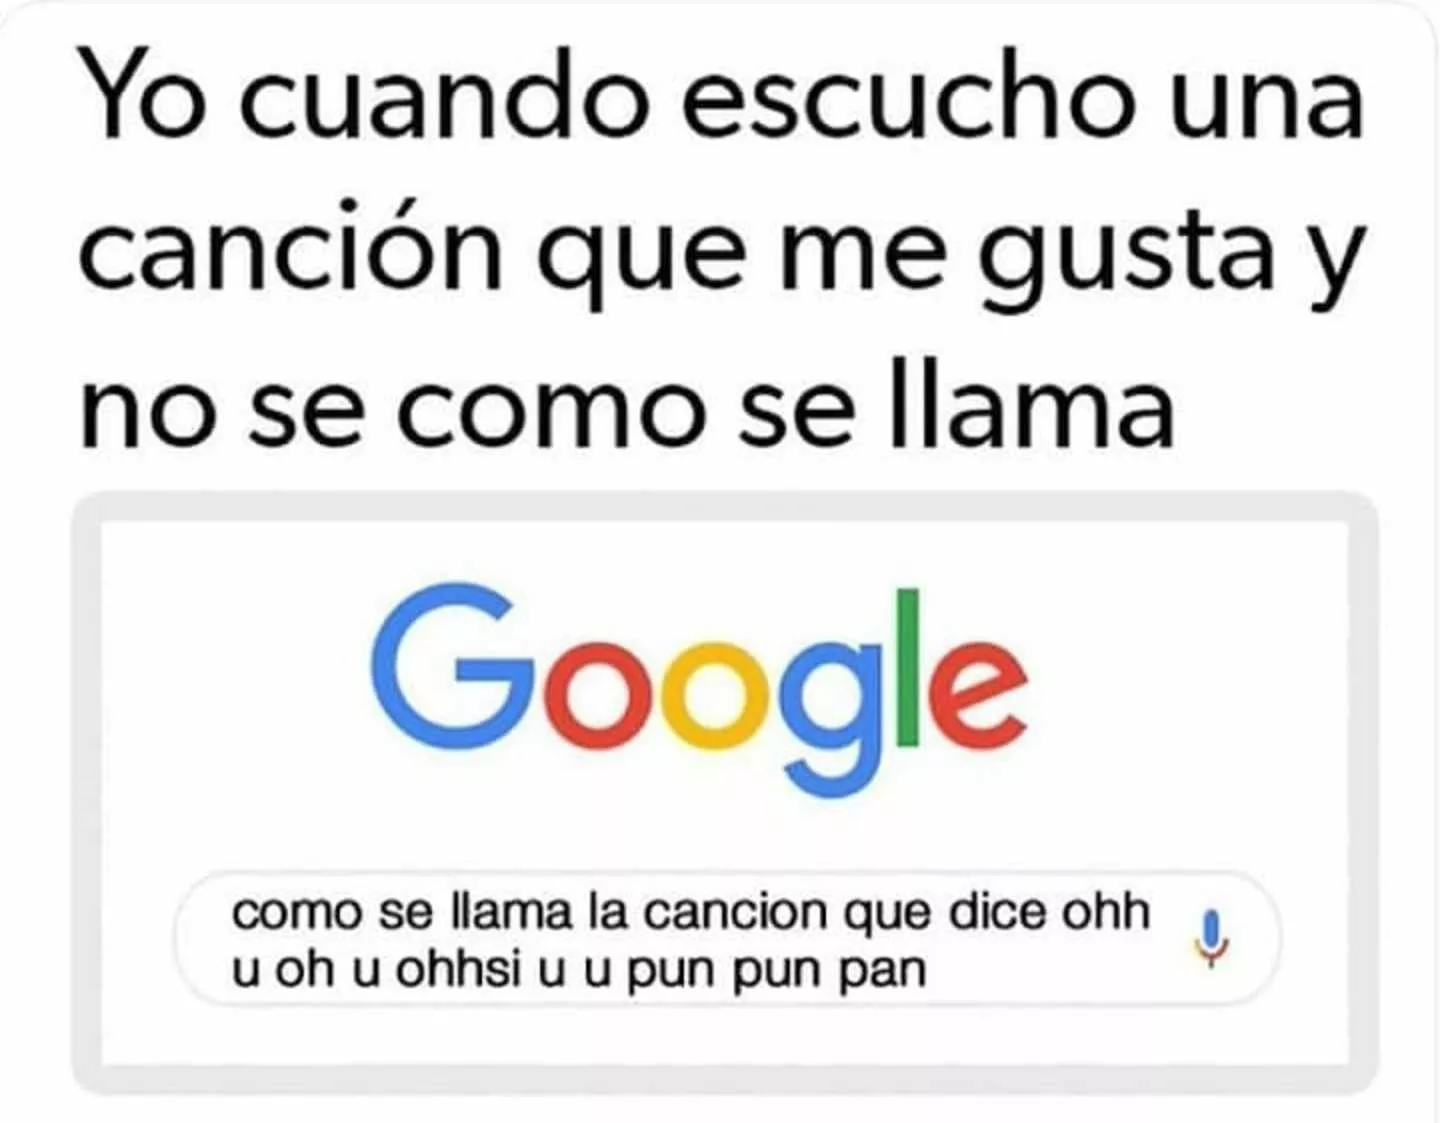 Yo cuando escucho una
canción que me gusta y
no se como se llama
Google
como se llama la cancion que dice ohh
u oh u ohhsi u u pun pun pan